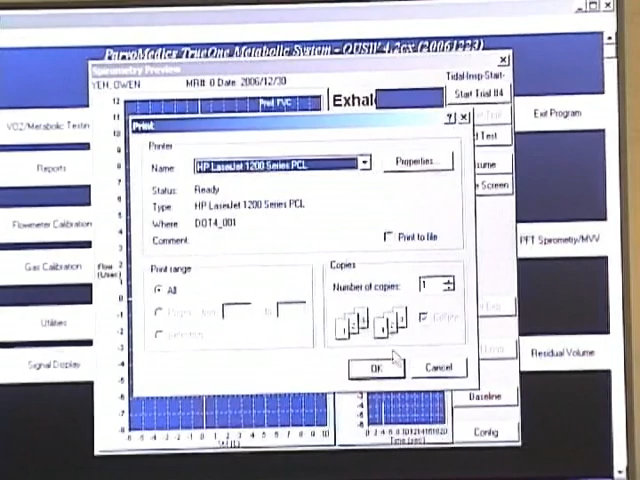 ParvoMedics TrueOne Metabolic System - OUSW 4.2cx (20061223)
Spirometry Preview
YEH, OWEN MR#: 0 Date: 2006/12/30
Tidal-Insp-Start-
Pred. FVC
Exhal
Start Trial #4
Exit Program
VO2/Metabolic Testin
Test
Reports
e Screen
Flowmeter Calibration
PFT Spirometry/MVV
Gas Calibration
Flow
Utilities
Signal Display
Residual Volume
Baseline
Config
Print
Printer
Name: HP LaserJet 1200 Series PCL
Properties...
Status: Ready
Type: HP LaserJet 1200 Series PCL
Where: DOT4_001
Comment:
Print to file
Print range
All
Pages from to
Selection
Copies
Number of copies: 1
Collate
OK
Cancel
Time (sec)